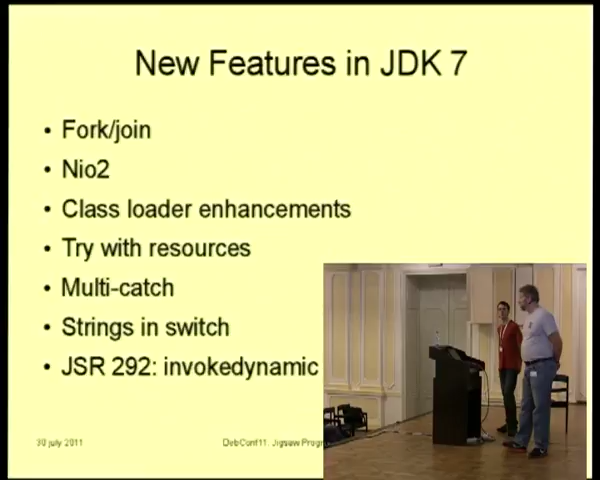 New Features in JDK 7
• Fork/join
• Nio2
• Class loader enhancements
• Try with resources
• Multi-catch
• Strings in switch
• JSR 292: invokedynamic
30 july 2011
DebConf11: Jigsaw Progr